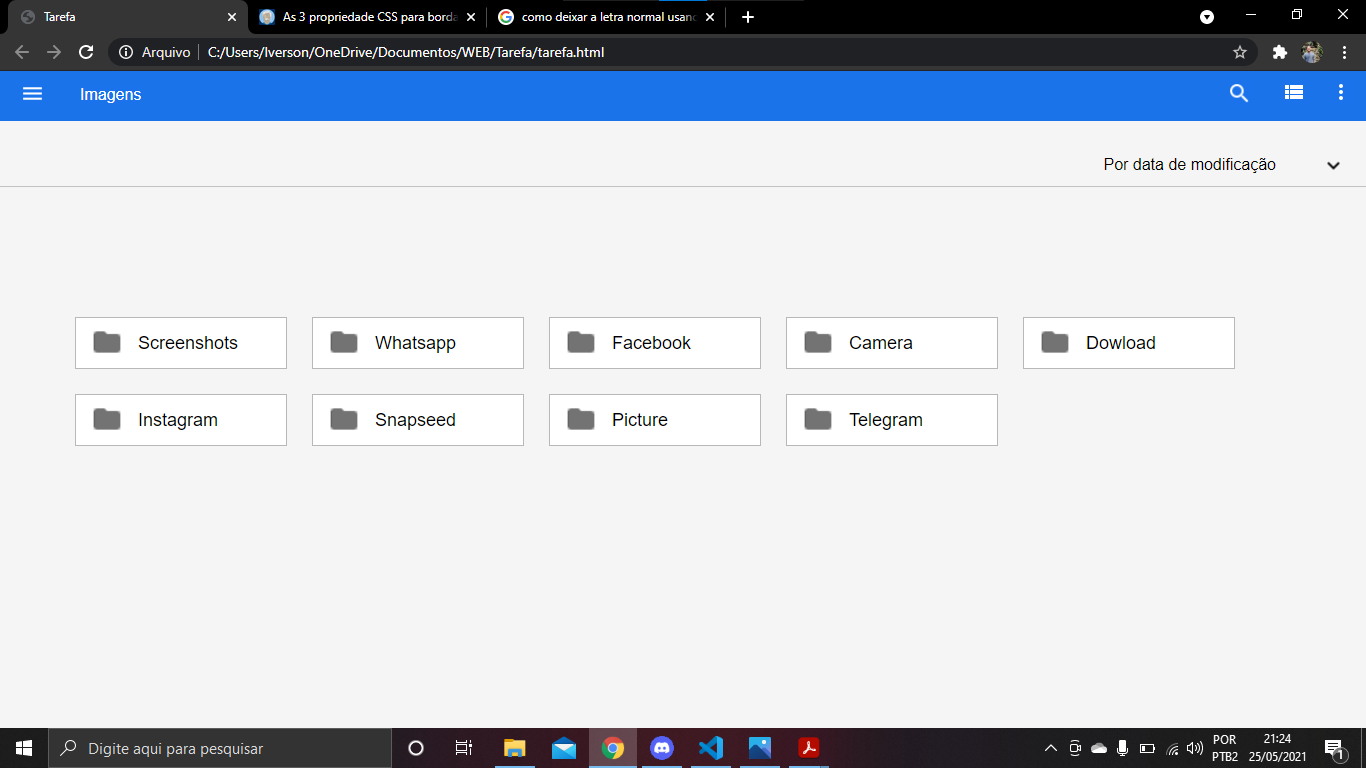 Tarefa
As 3 propriedade CSS para borda
como deixar a letra normal usan
Arquivo
C:/Users/Iverson/OneDrive/Documentos/WEB/Tarefa/tarefa.html
Imagens
Por data de modificação
Screenshots
Whatsapp
Facebook
Camera
Dowload
Instagram
Snapseed
Picture
Telegram
Digite aqui para pesquisar
POR
PTB2
21:24
25/05/2021
1